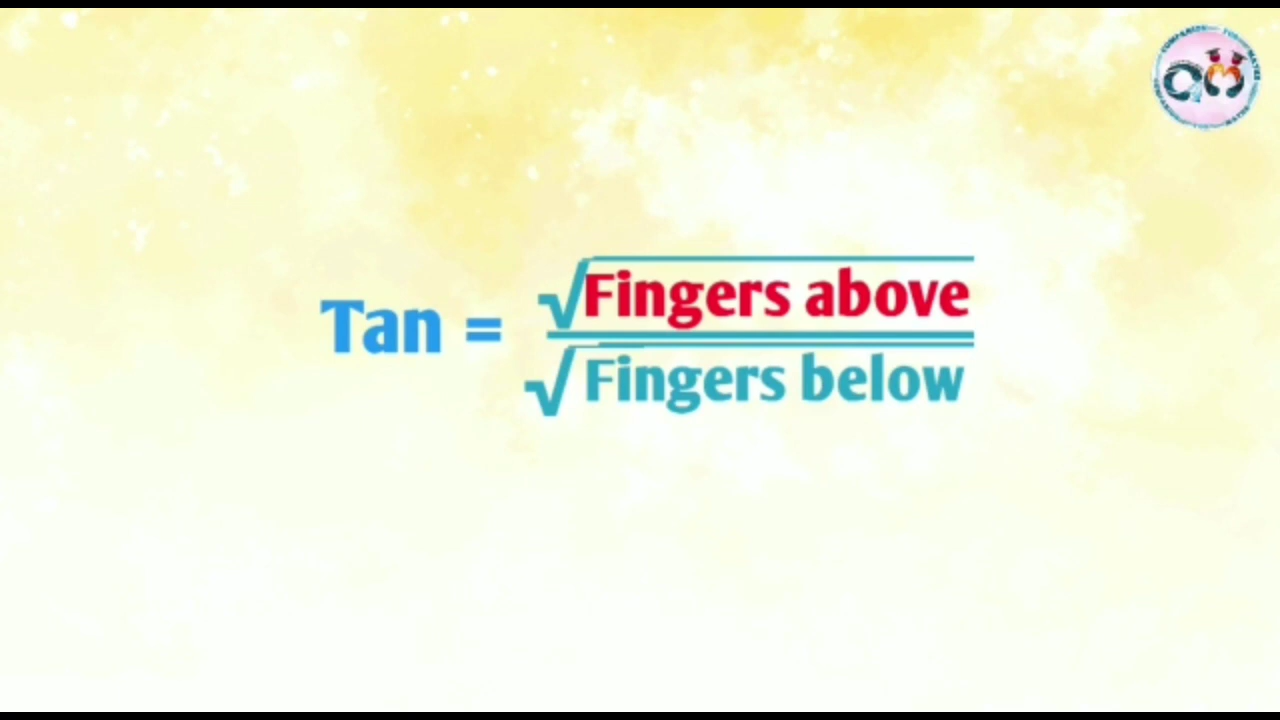 Tan = √Fingers above
√Fingers below